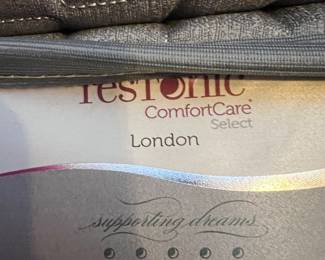 resTonic
ComfortCare®
Select
London
supporting dreams